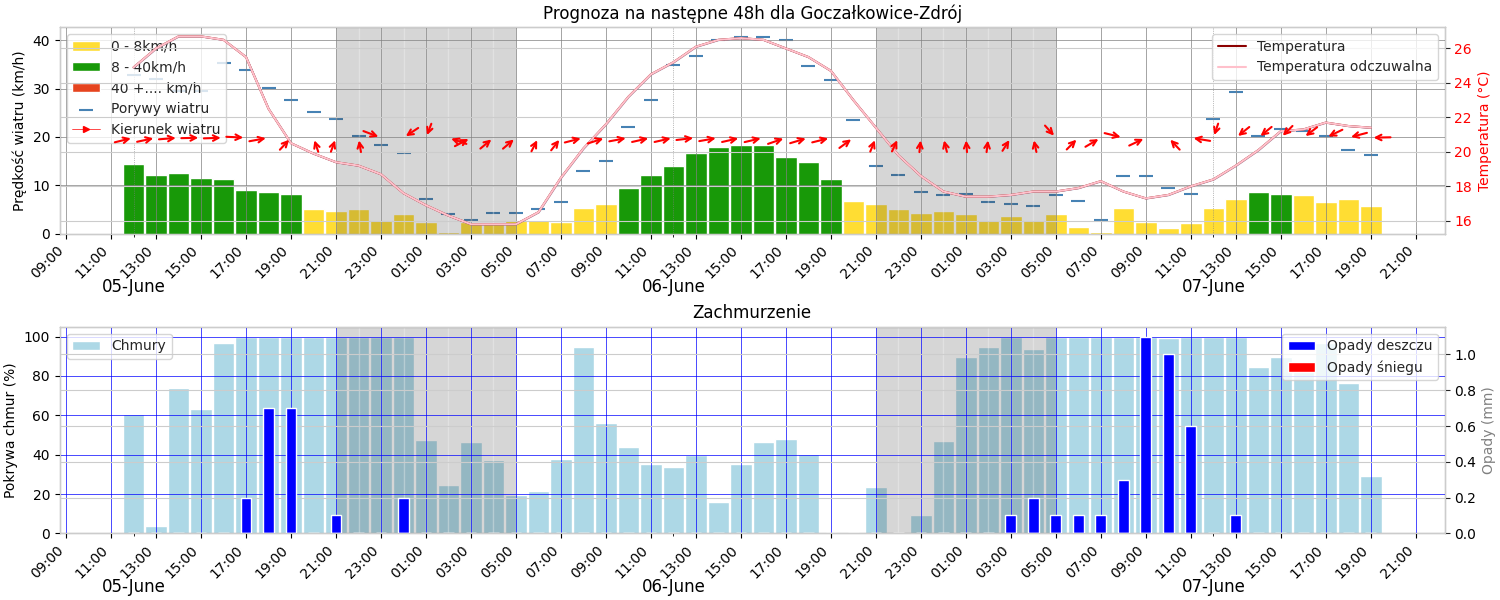 Prognoza na następne 48h dla Goczałkowice-Zdrój
Prędkość wiatru (km/h)
40
30
20
10
0
0 - 8km/h
8 - 40km/h
40 +.... km/h
Porywy wiatru
Kierunek wiatru
Temperatura
Temperatura odczuwalna
26
24
22
20
18
16
Temperatura (°C)
09:00 11:00 13:00 15:00 17:00 19:00 21:00 23:00 01:00 03:00 05:00 07:00 09:00 11:00 13:00 15:00 17:00 19:00 21:00 23:00 01:00 03:00 05:00 07:00 09:00 11:00 13:00 15:00 17:00 19:00 21:00
05-June 06-June 07-June
Zachmurzenie
Pokrywa chmur (%)
100
80
60
40
20
0
Chmury
Opady deszczu
Opady śniegu
1.0
0.8
0.6
0.4
0.2
0.0
Opady (mm)
09:00 11:00 13:00 15:00 17:00 19:00 21:00 23:00 01:00 03:00 05:00 07:00 09:00 11:00 13:00 15:00 17:00 19:00 21:00 23:00 01:00 03:00 05:00 07:00 09:00 11:00 13:00 15:00 17:00 19:00 21:00
05-June 06-June 07-June